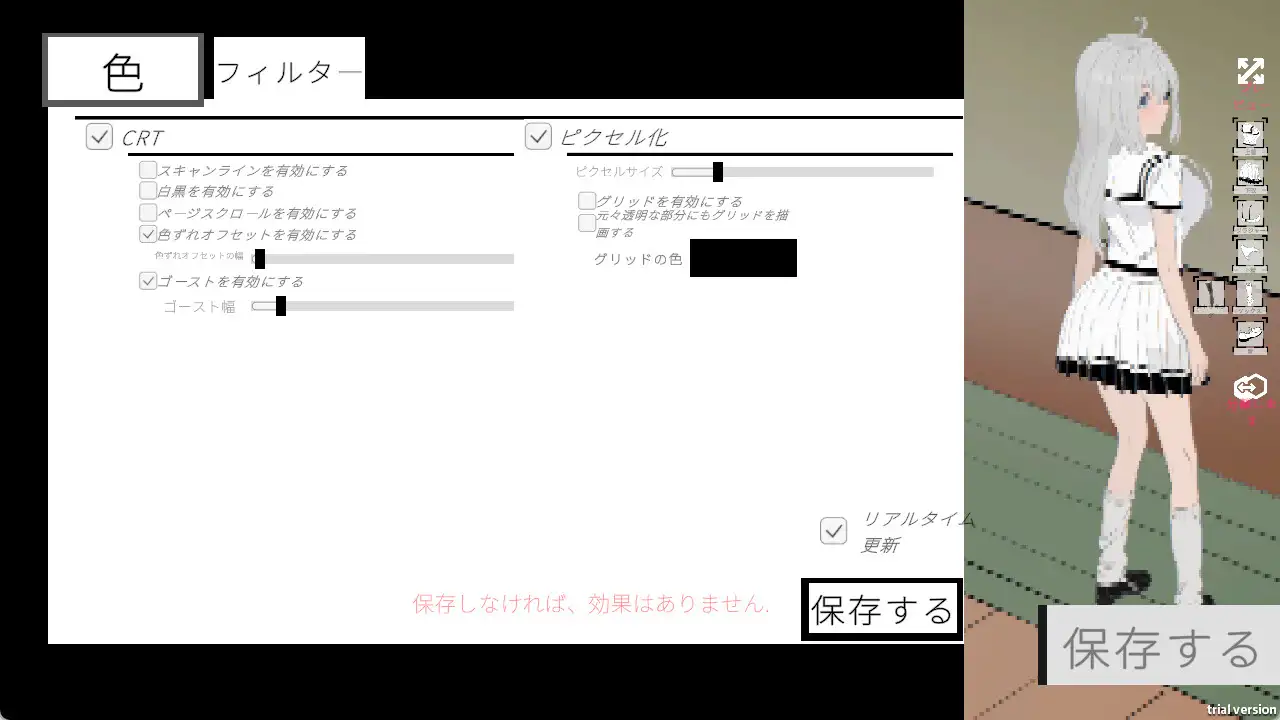 色
フィルター
CRT
スキャンラインを有効にする
白黒を有効にする
ページスクロールを有効にする
色ずれオフセットを有効にする
色ずれオフセットの幅
ゴーストを有効にする
ゴースト幅
ピクセル化
ピクセルサイズ
グリッドを有効にする
元々透明な部分にもグリッドを描
画する
グリッドの色
リアルタイム
更新
保存しなければ、効果はありません.
保存する
保存する
trial version